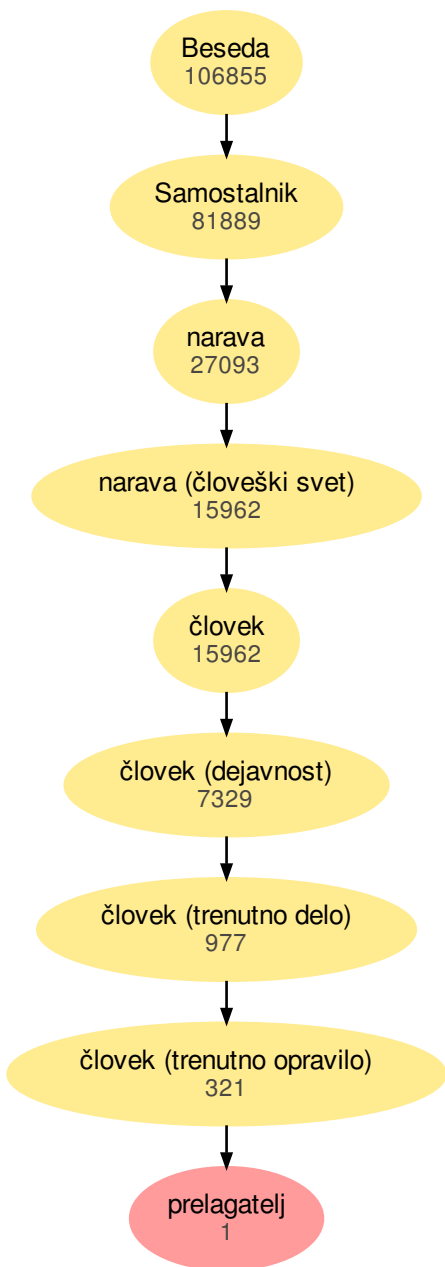 Beseda
106855
Samostalnik
81889
narava
27093
narava (človeški svet)
15962
človek
15962
človek (dejavnost)
7329
človek (trenutno delo)
977
človek (trenutno opravilo)
321
prelagatelj
1